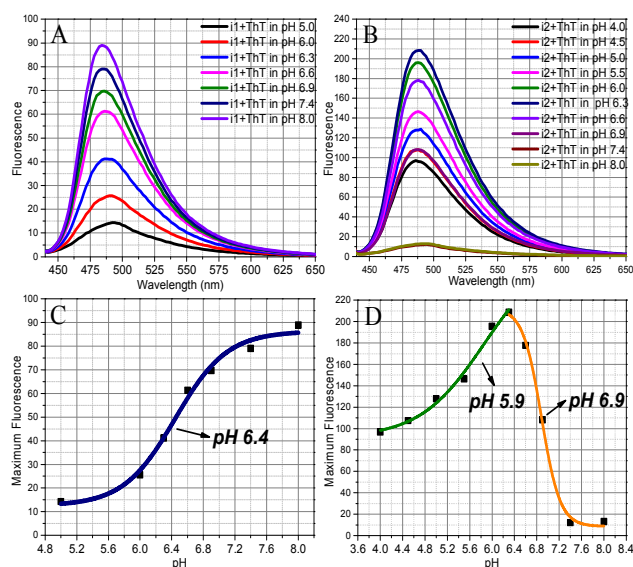 A
i1+ThT in pH 5.0
i1+ThT in pH 6.0
i1+ThT in pH 6.3
i1+ThT in pH 6.6
i1+ThT in pH 6.9
i1+ThT in pH 7.4
i1+ThT in pH 8.0
Fluorescence
100
90
80
70
60
50
40
30
20
10
0
450 475 500 525 550 575 600 625 650
Wavelength (nm)
B
i2+ThT in pH 4.0
i2+ThT in pH 4.5
i2+ThT in pH 5.0
i2+ThT in pH 5.5
i2+ThT in pH 6.0
i2+ThT in pH 6.3
i2+ThT in pH 6.6
i2+ThT in pH 6.9
i2+ThT in pH 7.4
i2+ThT in pH 8.0
Fluorescence
240
220
200
180
160
140
120
100
80
60
40
20
0
450 475 500 525 550 575 600 625 650
Wavelength (nm)
C
pH 6.4
Maximum Fluorescence
100
90
80
70
60
50
40
30
20
10
0
4.8 5.2 5.6 6.0 6.4 6.8 7.2 7.6 8.0
pH
D
pH 5.9
pH 6.9
Maximum Fluorescence
220
200
180
160
140
120
100
80
60
40
20
0
3.6 4.0 4.4 4.8 5.2 5.6 6.0 6.4 6.8 7.2 7.6 8.0 8.4
pH